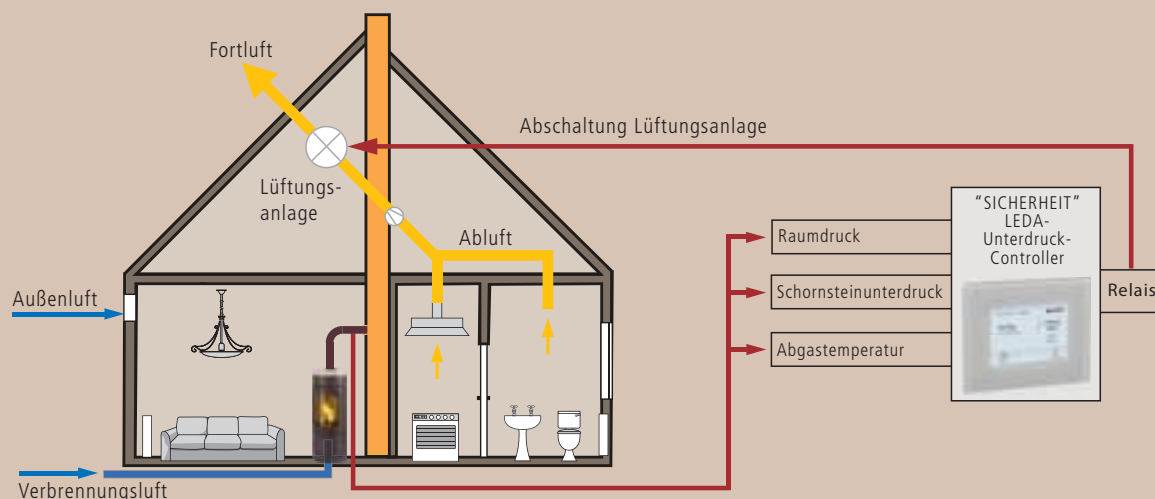 Fortluft
Abschaltung Lüftungsanlage
Lüftungs-
anlage
Abluft
Außenluft
Verbrennungsluft
Raumdruck
Schornsteinunterdruck
Abgastemperatur
"SICHERHEIT"
LEDA-
Unterdruck-
Controller
Relais